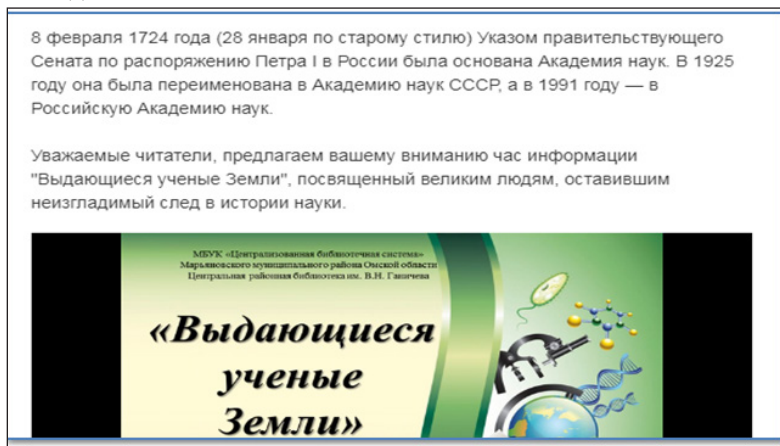 8 февраля 1724 года (28 января по старому стилю) Указом правительствующего
Сената по распоряжению Петра I в России была основана Академия наук. В 1925
году она была переименована в Академию наук СССР, а в 1991 году — в
Российскую Академию наук.
Уважаемые читатели, предлагаем вашему вниманию час информации
"Выдающиеся ученые Земли", посвященный великим людям, оставившим
неизгладимый след в истории науки.
МБУК «Централизованная библиотечная система»
Марьяновского муниципального района Омской области
Центральная районная библиотека им. В.Н. Ганичева
«Выдающиеся
ученые
Земли»